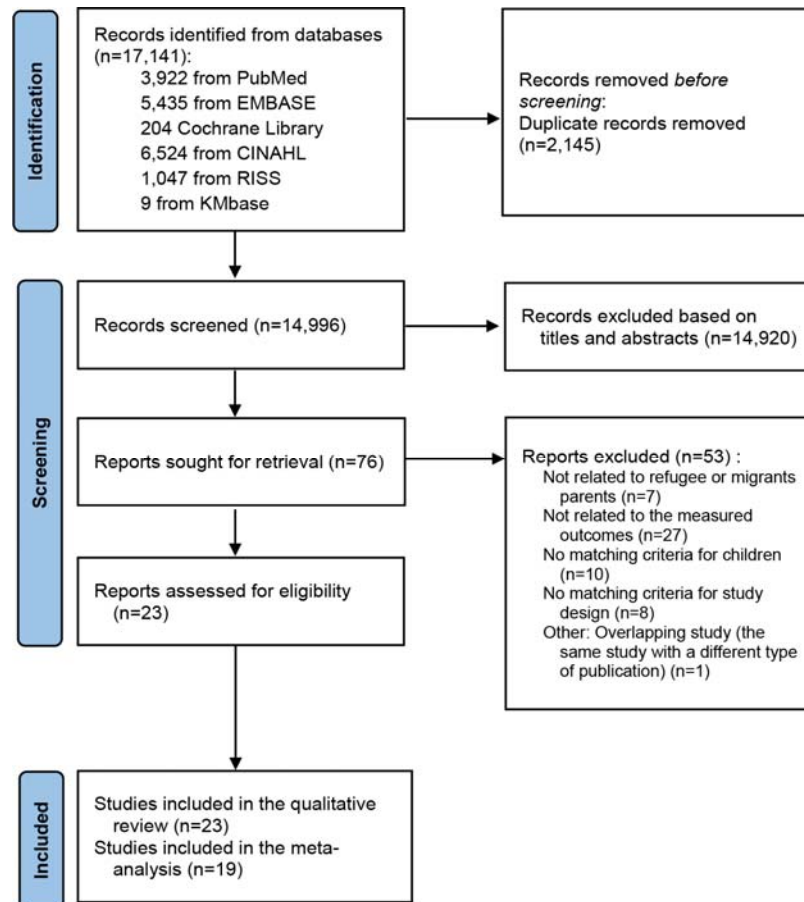 Identification
Records identified from databases
(n=17,141):
3,922 from PubMed
5,435 from EMBASE
204 Cochrane Library
6,524 from CINAHL
1,047 from RISS
9 from KMbase
Records removed before
screening:
Duplicate records removed
(n=2,145)
Screening
Records screened (n=14,996)
Records excluded based on
titles and abstracts (n=14,920)
Reports sought for retrieval (n=76)
Reports excluded (n=53) :
Not related to refugee or migrants
parents (n=7)
Not related to the measured
outcomes (n=27)
No matching criteria for children
(n=10)
No matching criteria for study
design (n=8)
Other: Overlapping study (the
same study with a different type
of publication) (n=1)
Reports assessed for eligibility
(n=23)
Included
Studies included in the qualitative
review (n=23)
Studies included in the meta-
analysis (n=19)